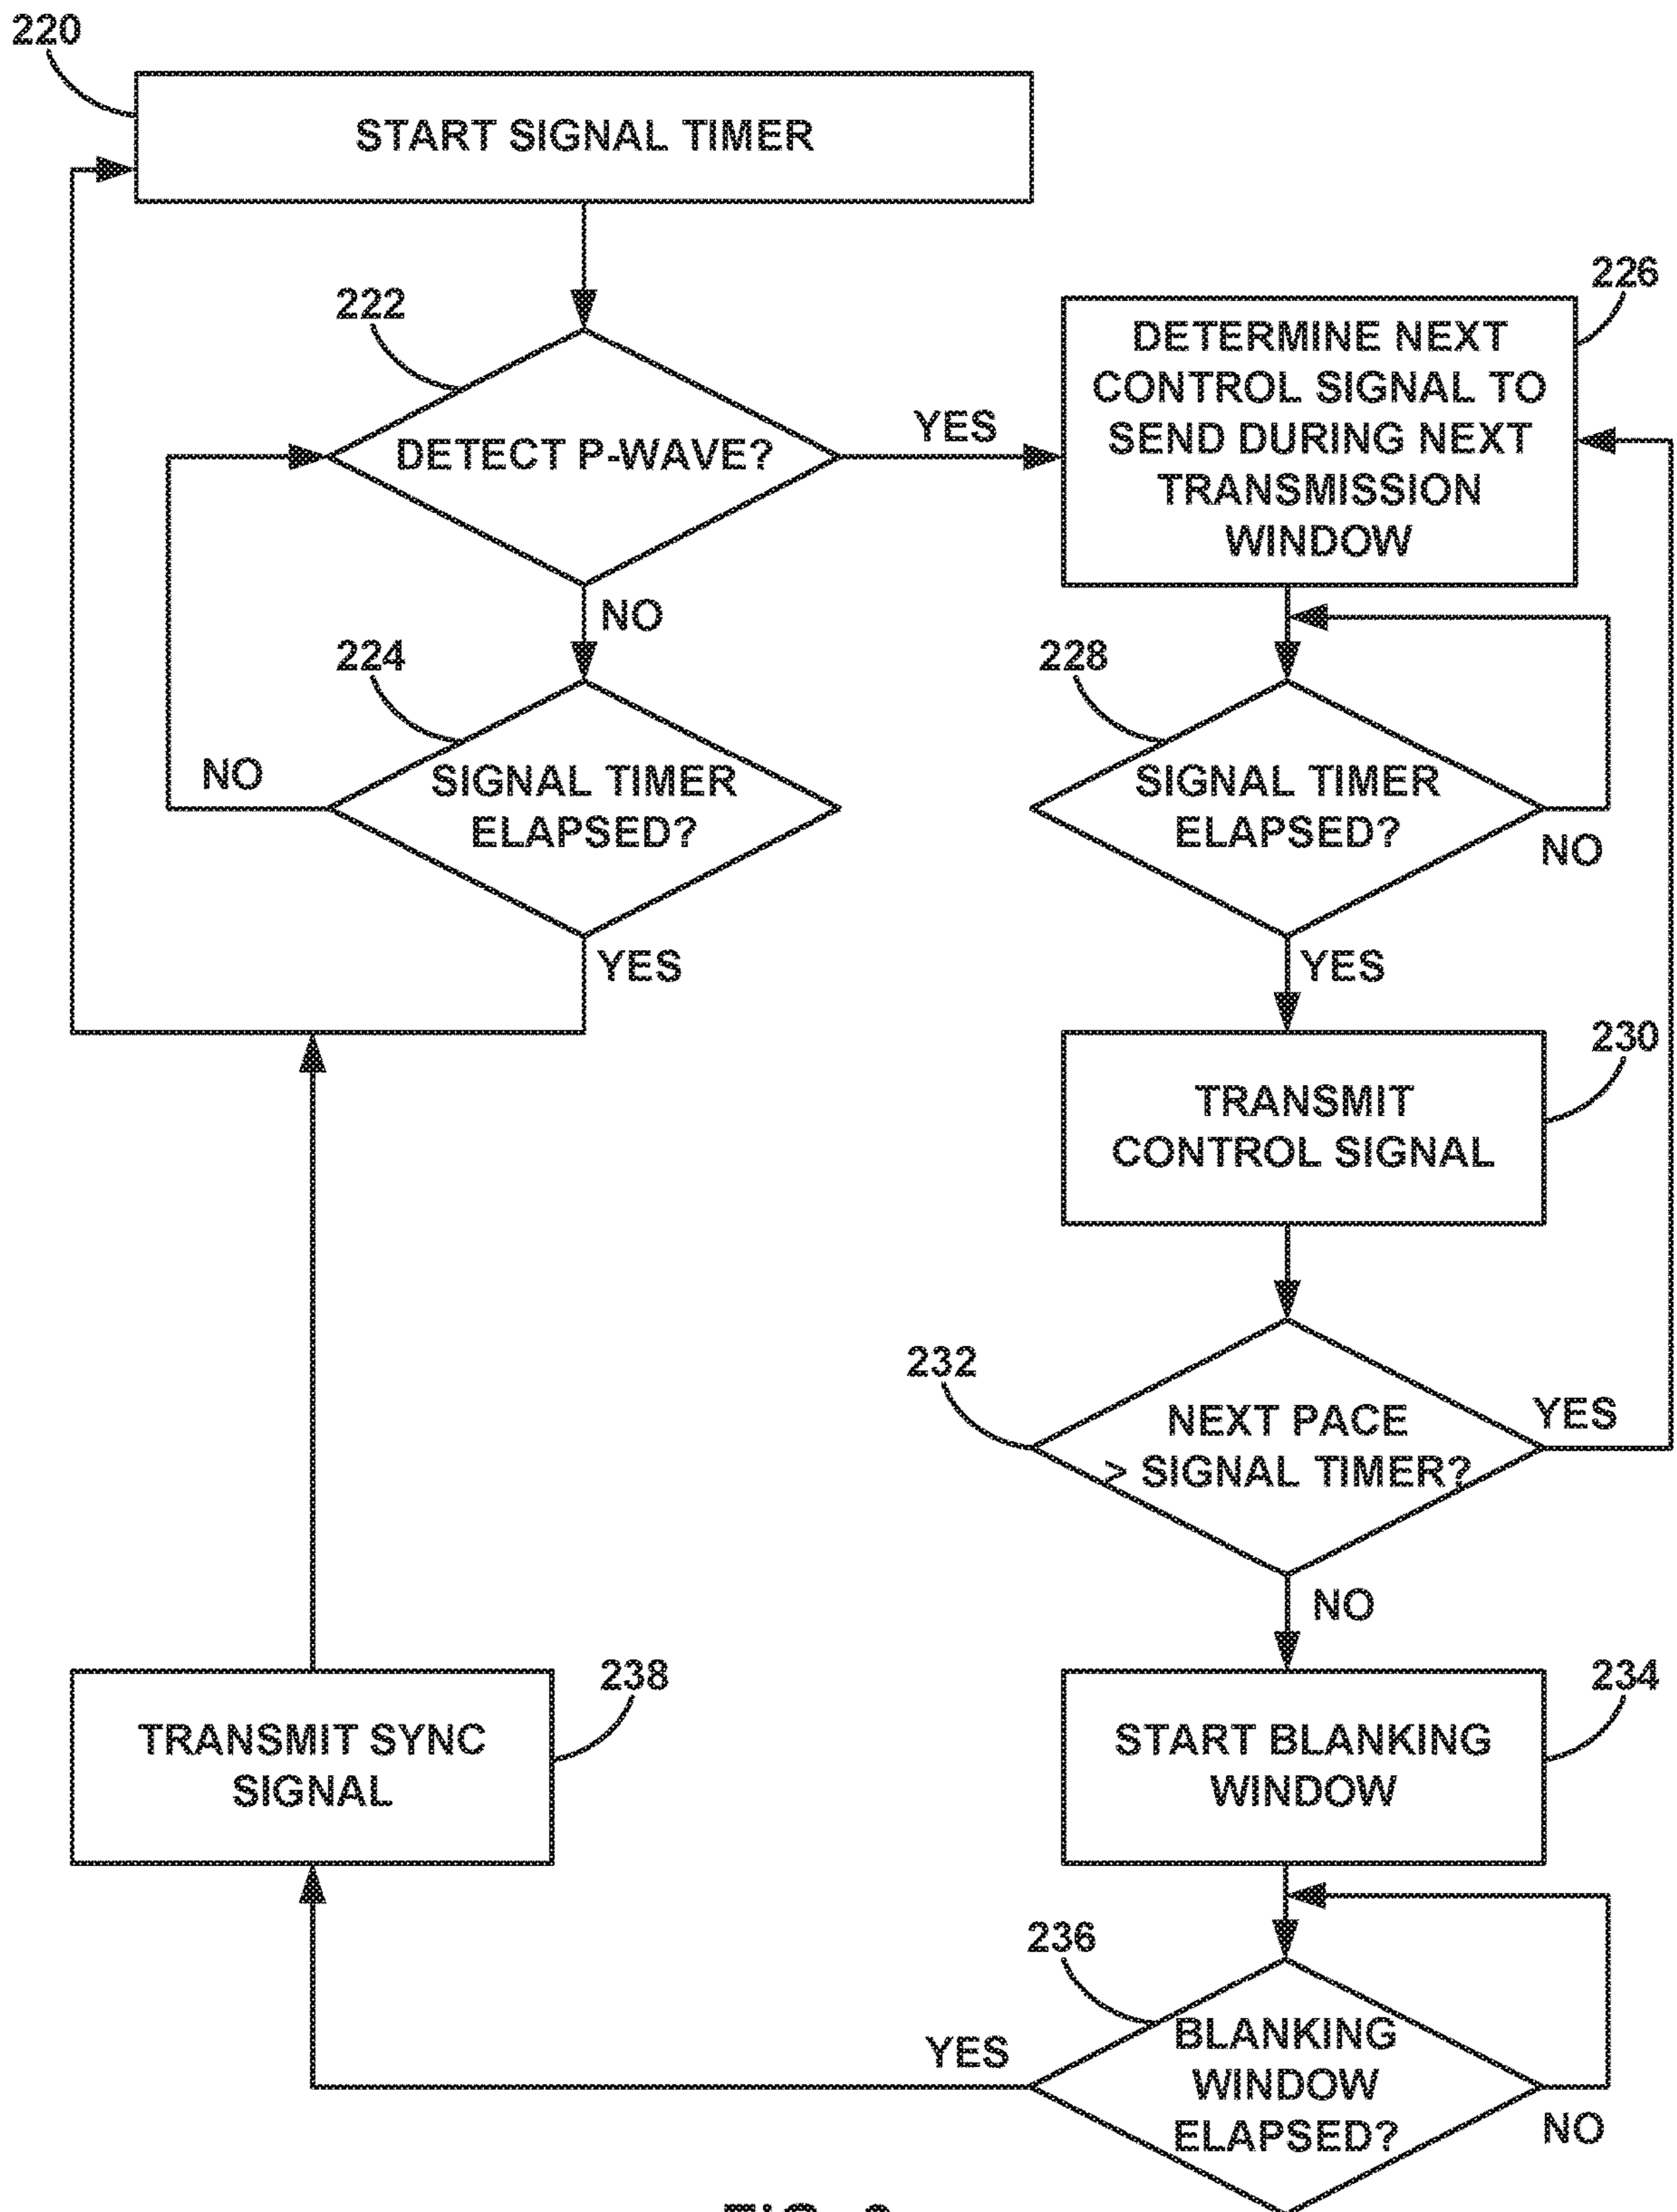 220
START SIGNAL TIMER
222
DETECT P-WAVE?
YES
NO
226
DETERMINE NEXT
CONTROL SIGNAL TO
SEND DURING NEXT
TRANSMISSION
WINDOW
224
SIGNAL TIMER
ELAPSED?
NO
YES
228
SIGNAL TIMER
ELAPSED?
NO
YES
230
TRANSMIT
CONTROL SIGNAL
232
NEXT PACE
> SIGNAL TIMER?
YES
NO
234
START BLANKING
WINDOW
236
BLANKING
WINDOW
ELAPSED?
YES
NO
238
TRANSMIT SYNC
SIGNAL